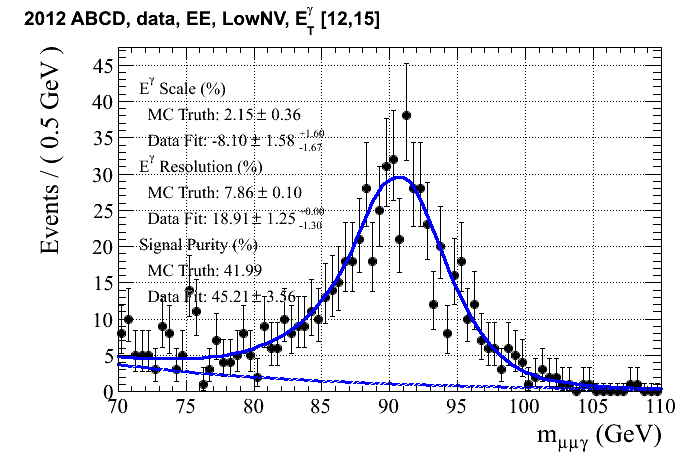 2012 ABCD, data, EE, LowNV, E_T^γ [12,15]
Events / ( 0.5 GeV )
45
40
35
30
25
20
15
10
5
0
E^γ Scale (%)
MC Truth: 2.15 ± 0.36
Data Fit: -8.10 ± 1.58 +1.60 -1.67
E^γ Resolution (%)
MC Truth: 7.86 ± 0.10
Data Fit: 18.91 ± 1.25 -1.30
Signal Purity (%)
MC Truth: 41.99
Data Fit: 45.21 ± 3.56
70 75 80 85 90 95 100 105 110
m_μμγ (GeV)